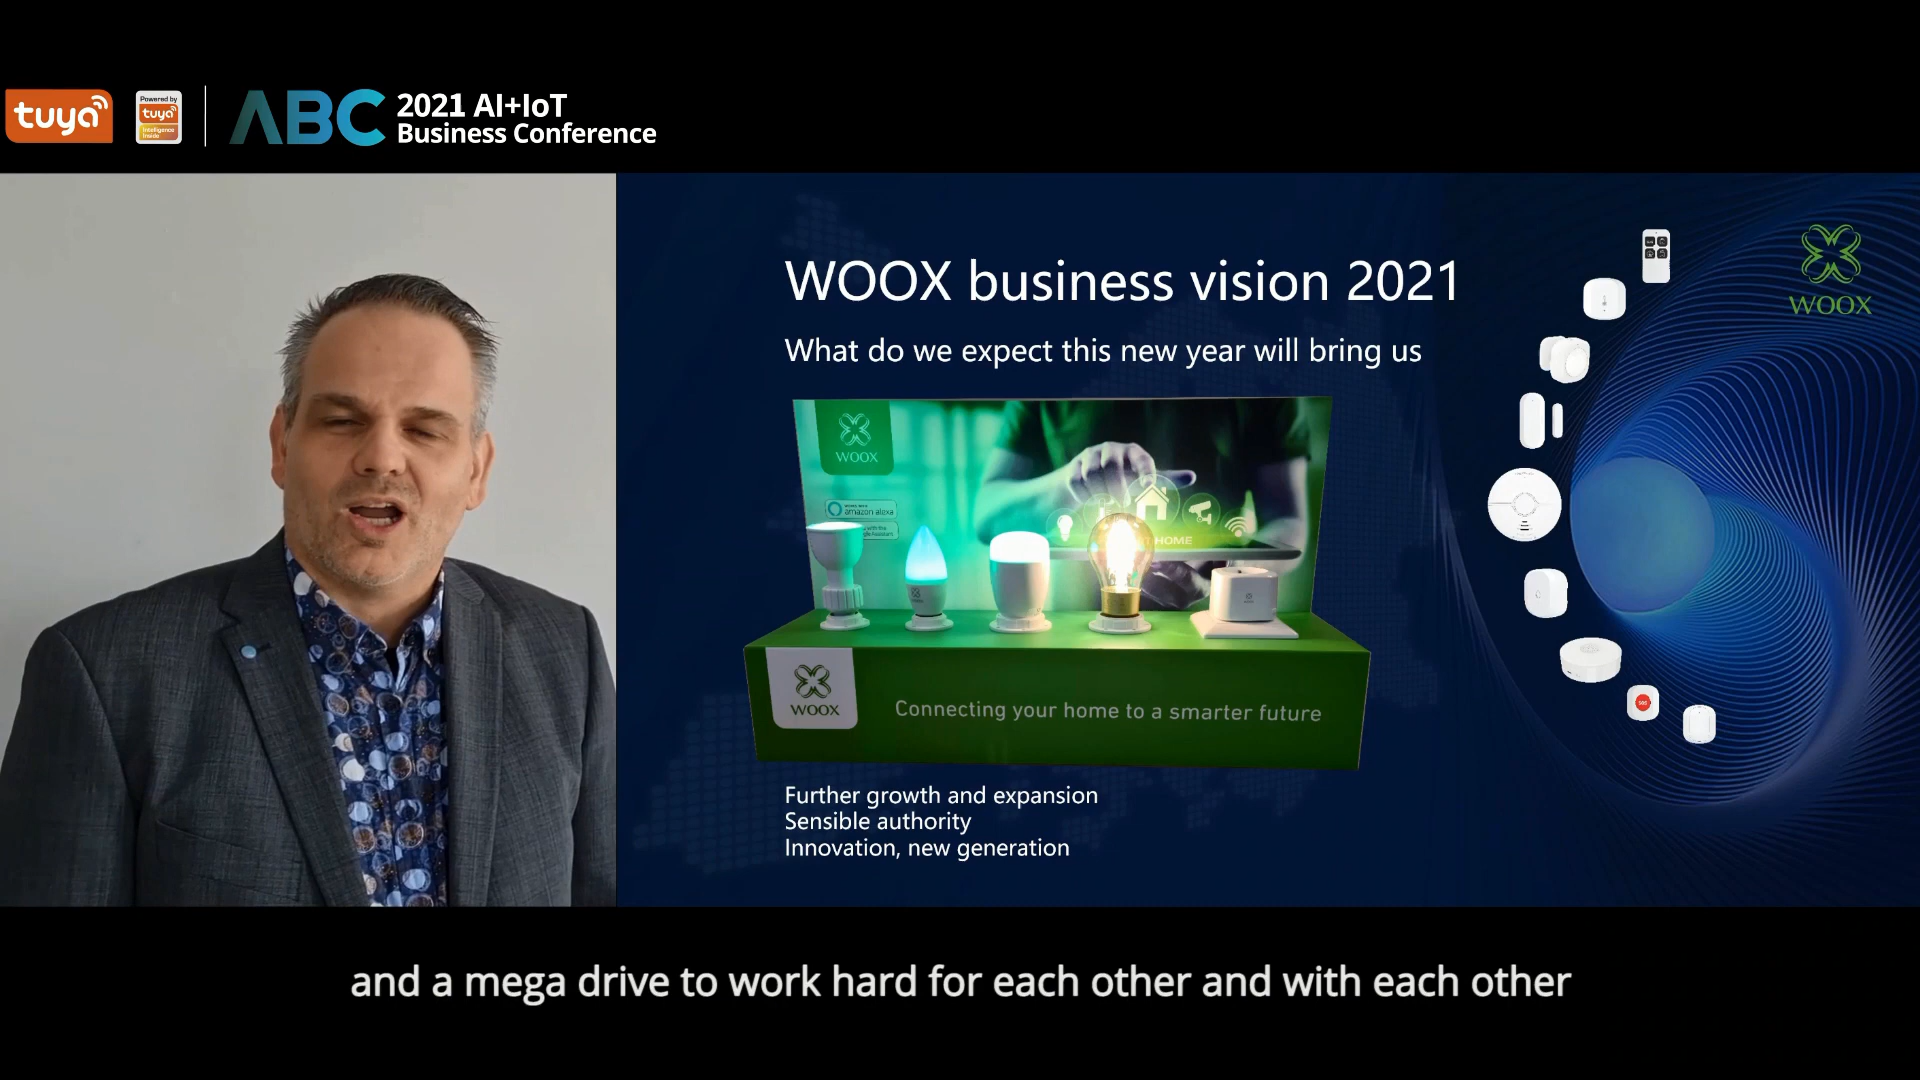 tuya
Powered by
tuya
Intelligence
Inside
ABC
2021 AI+IoT
Business Conference
WOOX business vision 2021
What do we expect this new year will bring us
WOOX
WOOX
amazon alexa
HOME
WOOX
Connecting your home to a smarter future
SOS
Further growth and expansion
Sensible authority
Innovation, new generation
and a mega drive to work hard for each other and with each other